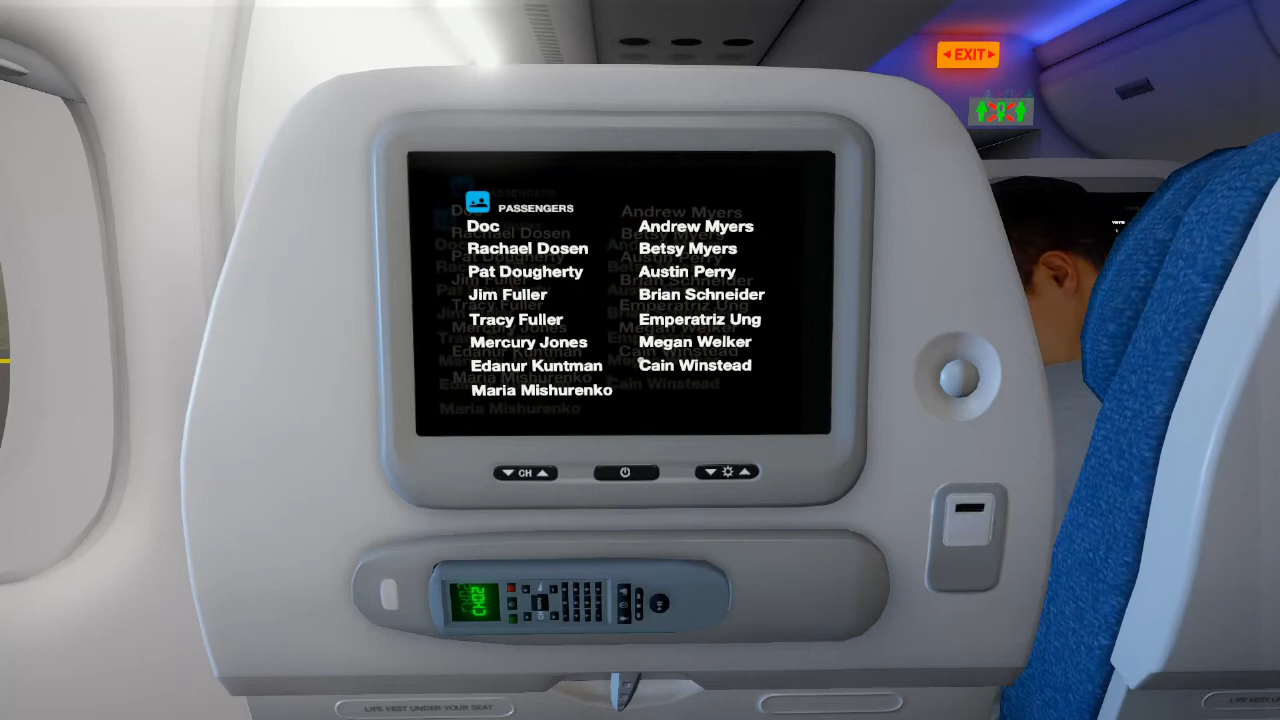 EXIT
PASSENGERS
Doc
Rachael Dosen
Pat Dougherty
Jim Fuller
Tracy Fuller
Mercury Jones
Edanur Kuntman
Maria Mishurenko
Andrew Myers
Betsy Myers
Austin Perry
Brian Schneider
Emperatriz Ung
Megan Welker
Cain Winstead
CH
CH02
LIFE VEST UNDER YOUR SEAT